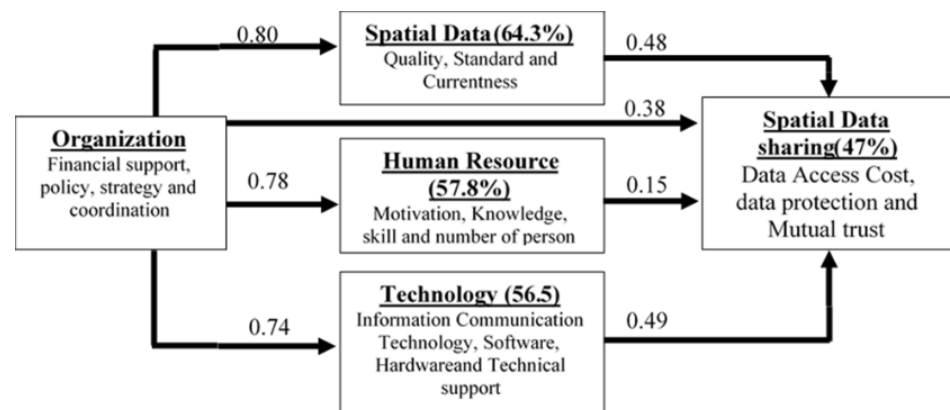 0.80
Spatial Data(64.3%)
Quality, Standard and
Currentness
0.48
Organization
Financial support,
policy, strategy and
coordination
0.38
0.78
Human Resource
(57.8%)
Motivation, Knowledge,
skill and number of person
0.15
Spatial Data
sharing(47%)
Data Access Cost,
data protection and
Mutual trust
0.74
Technology (56.5)
Information Communication
Technology, Software,
Hardwareand Technical
support
0.49